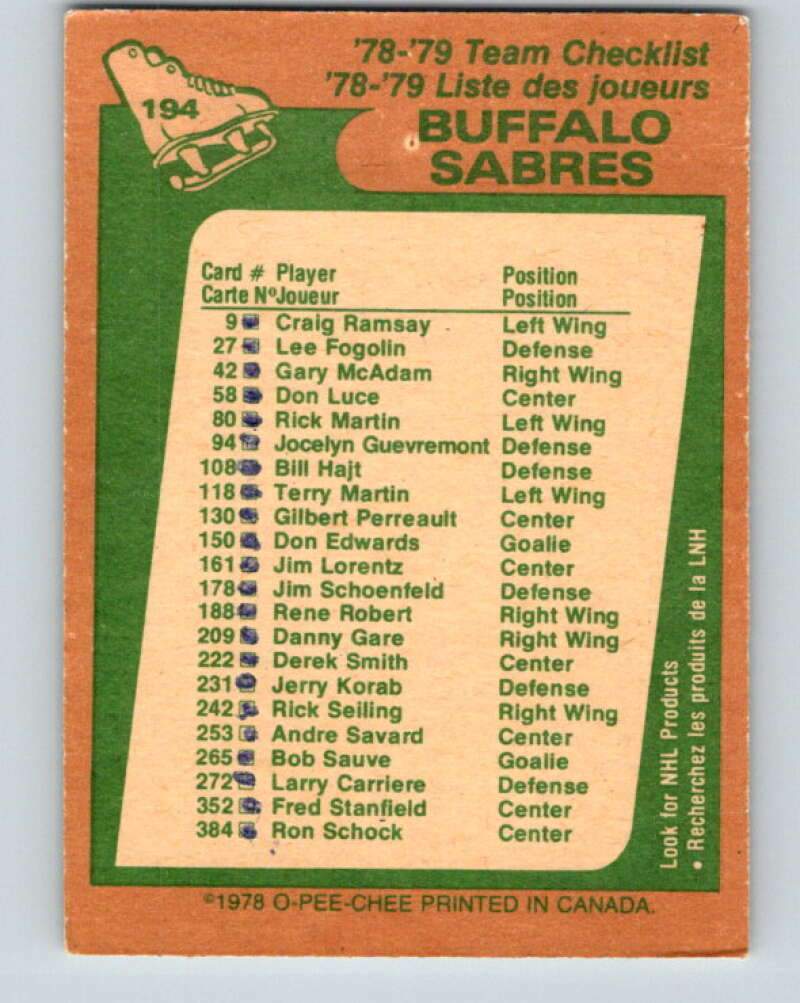 194
'78-'79 Team Checklist
'78-'79 Liste des joueurs
BUFFALO
SABRES
Card # Player Position
Carte Nº Joueur Position
9 Craig Ramsay Left Wing
27 Lee Fogolin Defense
42 Gary McAdam Right Wing
58 Don Luce Center
80 Rick Martin Left Wing
94 Jocelyn Guevremont Defense
108 Bill Hajt Defense
118 Terry Martin Left Wing
130 Gilbert Perreault Center
150 Don Edwards Goalie
161 Jim Lorentz Center
178 Jim Schoenfeld Defense
188 Rene Robert Right Wing
209 Danny Gare Right Wing
222 Derek Smith Center
231 Jerry Korab Defense
242 Rick Seiling Right Wing
253 Andre Savard Center
265 Bob Sauve Goalie
272 Larry Carriere Defense
352 Fred Stanfield Center
384 Ron Schock Center
Look for NHL Products
• Recherchez les produits de la LNH
©1978 O-PEE-CHEE PRINTED IN CANADA.